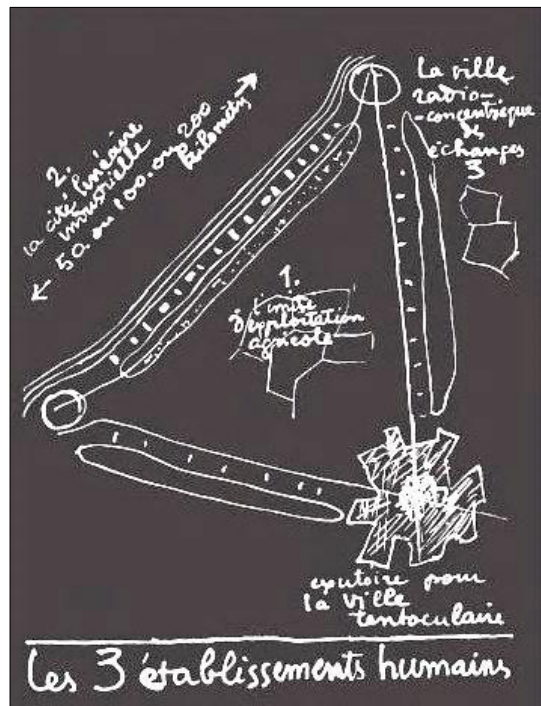 2.
la cité linéaire
industrielle
50. ou 100. ou 200
kilomètres
La ville
radio-
-concentrique
de
échanges
3
1.
l'unité
d'exploitation
agricole
exutoire pour
la ville
tentaculaire
Les 3 établissements humains